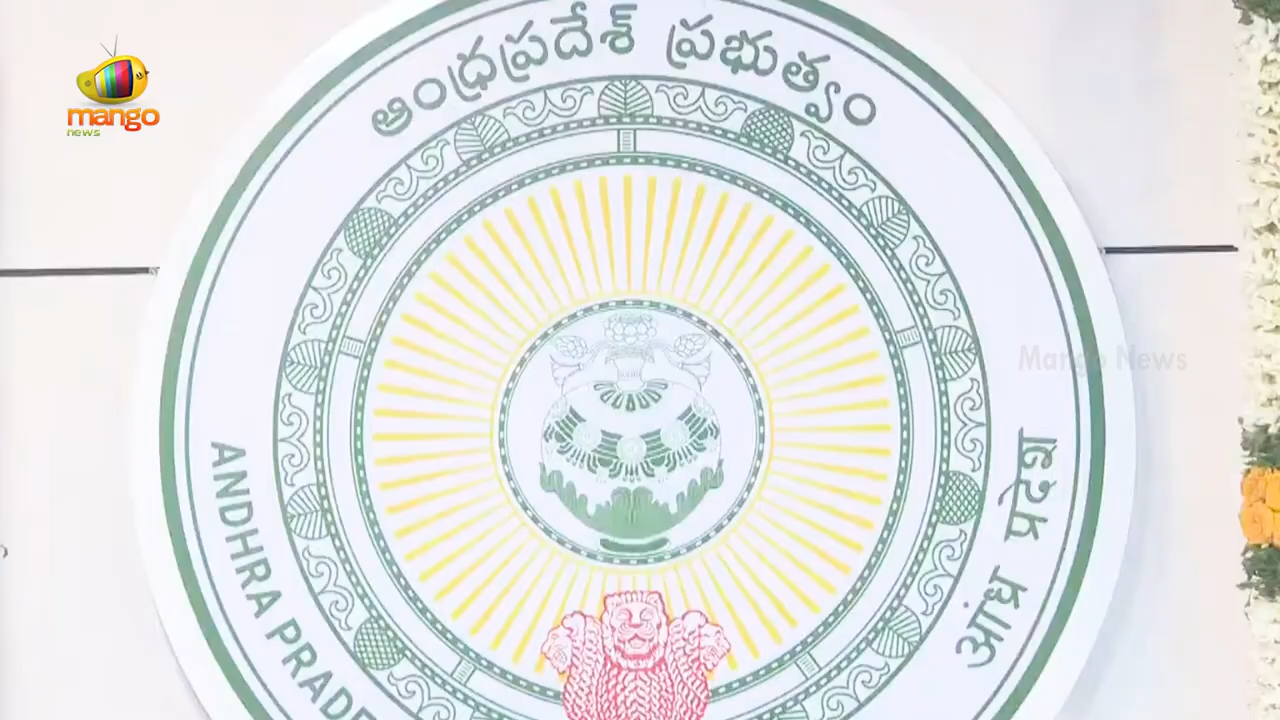 mango
news
ఆంధ్రప్రదేశ్ ప్రభుత్వం
Mango News
ANDHRA PRADE
आंध्र प्रदेश